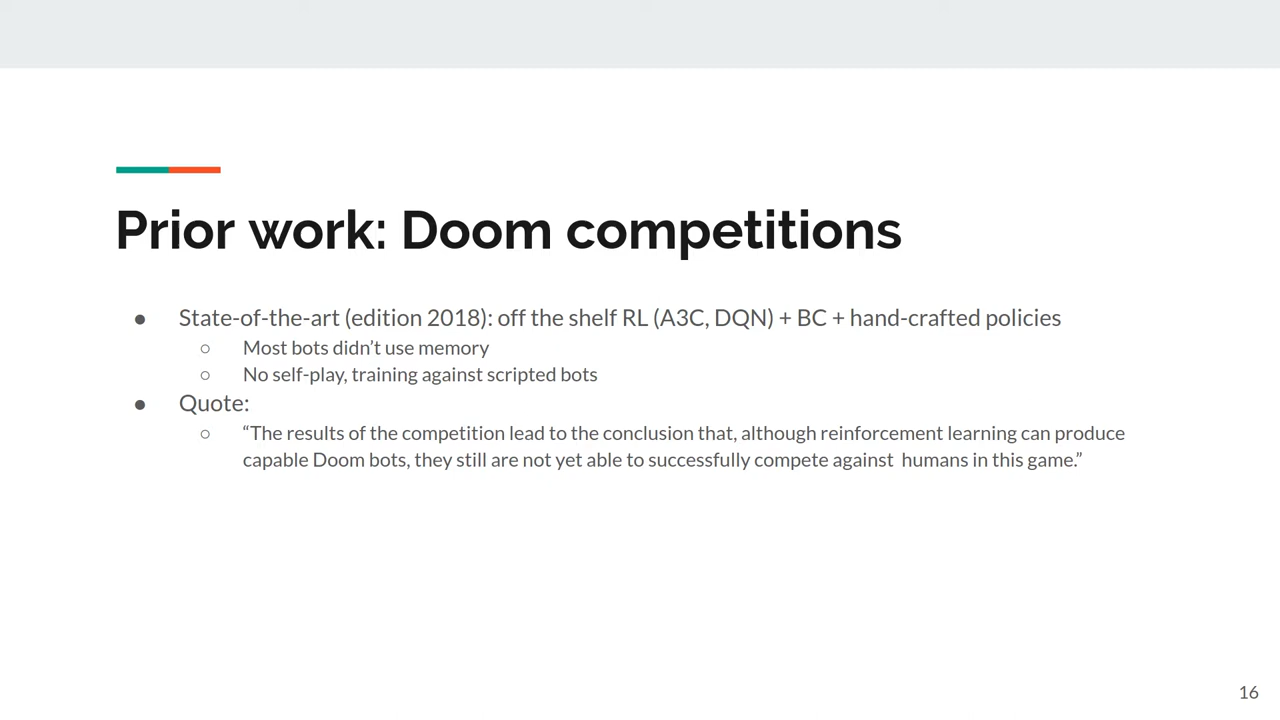 Prior work: Doom competitions
● State-of-the-art (edition 2018): off the shelf RL (A3C, DQN) + BC + hand-crafted policies
○ Most bots didn’t use memory
○ No self-play, training against scripted bots
● Quote:
○ “The results of the competition lead to the conclusion that, although reinforcement learning can produce
capable Doom bots, they still are not yet able to successfully compete against  humans in this game.”
16